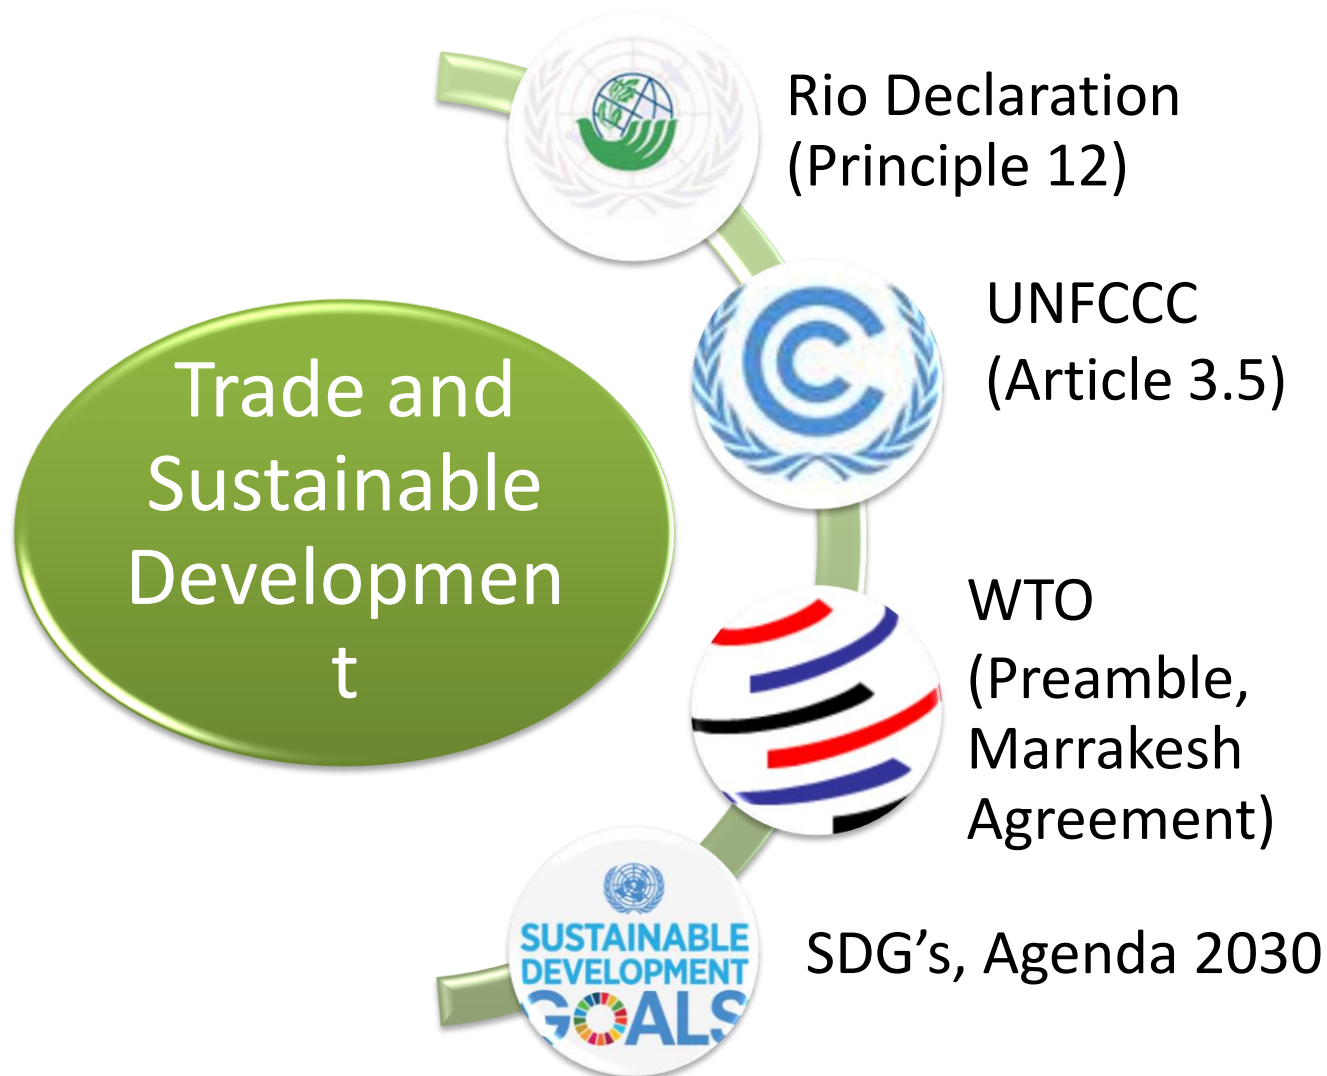 Trade and
Sustainable
Developmen
t
Rio Declaration
(Principle 12)
UNFCCC
(Article 3.5)
WTO
(Preamble,
Marrakesh
Agreement)
SUSTAINABLE
DEVELOPMENT
GOALS
SDG’s, Agenda 2030